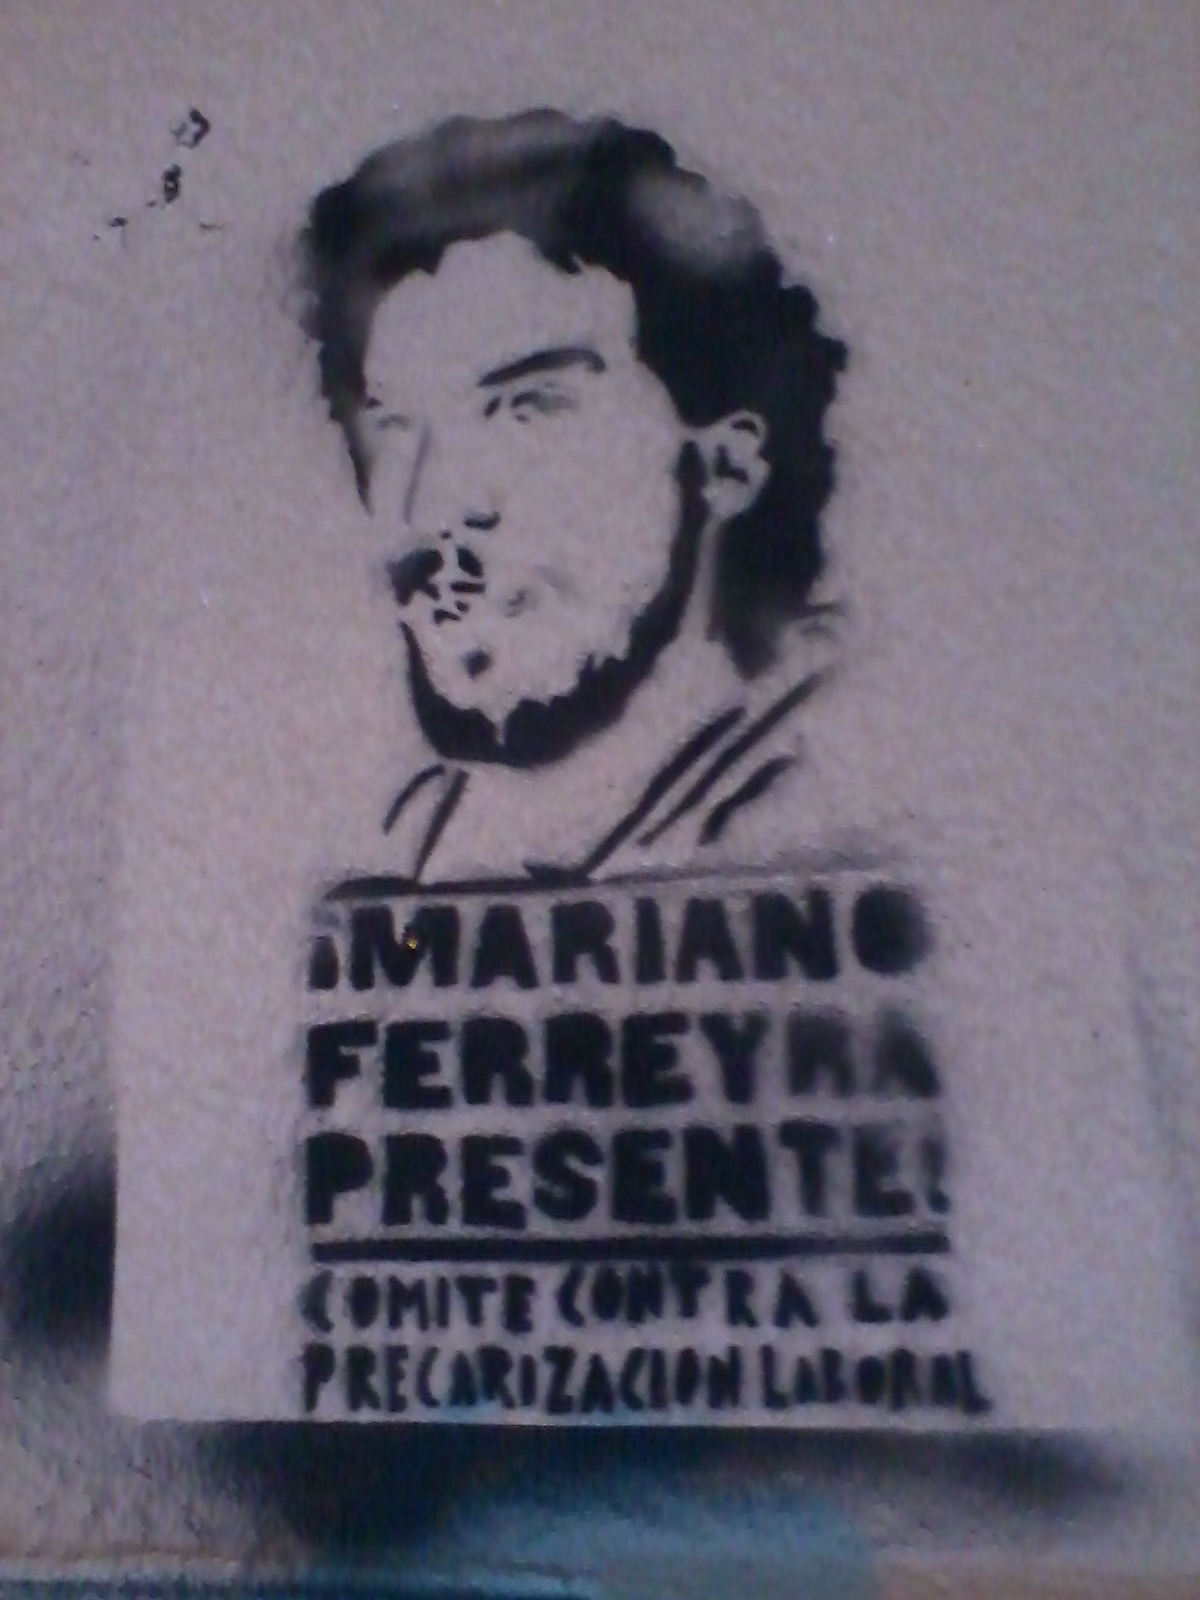 ¡MARIANO
FERREYRA
PRESENTE!
COMITE CONTRA LA
PRECARIZACION LABORAL